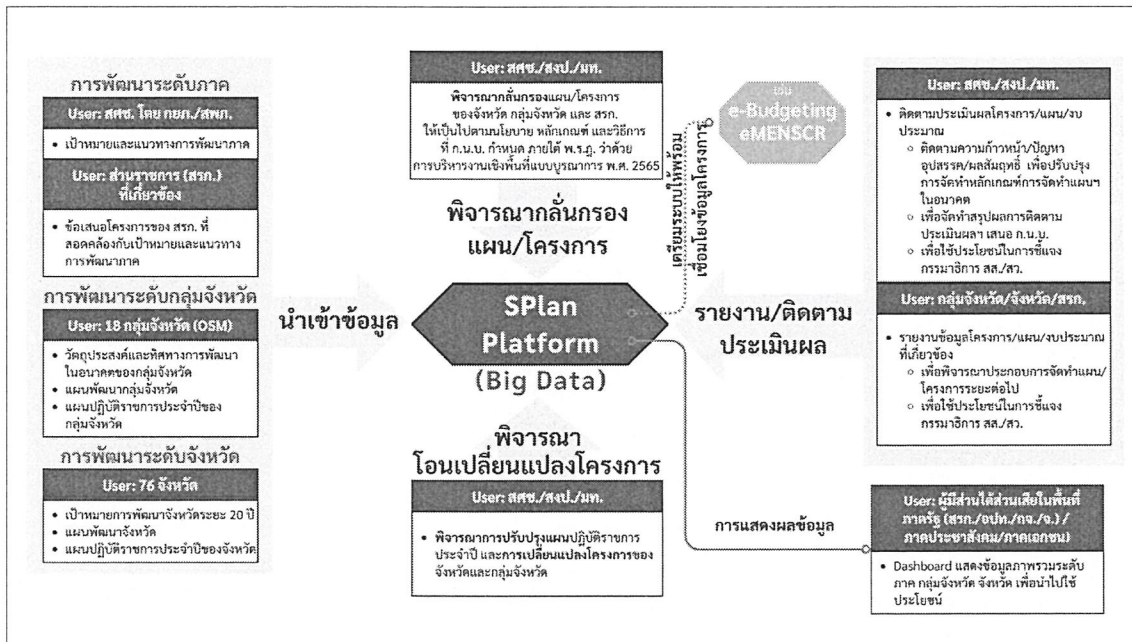 การพัฒนาระดับภาค
User: สศช. โดย กยภ./สพภ.
• เป้าหมายและแนวทางการพัฒนาภาค
User: ส่วนราชการ (สรก.)
ที่เกี่ยวข้อง
• ข้อเสนอโครงการของ สรก. ที่
สอดคล้องกับเป้าหมายและแนวทาง
การพัฒนาภาค
การพัฒนาระดับกลุ่มจังหวัด
User: 18 กลุ่มจังหวัด (OSM)
• วัตถุประสงค์และทิศทางการพัฒนา
ในอนาคตของกลุ่มจังหวัด
• แผนพัฒนากลุ่มจังหวัด
• แผนปฏิบัติราชการประจำปีของ
กลุ่มจังหวัด
การพัฒนาระดับจังหวัด
User: 76 จังหวัด
• เป้าหมายการพัฒนาจังหวัดระยะ 20 ปี
• แผนพัฒนาจังหวัด
• แผนปฏิบัติราชการประจำปีของจังหวัด
นำเข้าข้อมูล
User: สศช./สงป./มท.
พิจารณากลั่นกรองแผน/โครงการ
ของจังหวัด กลุ่มจังหวัด และ สรก.
ให้เป็นไปตามนโยบาย หลักเกณฑ์ และวิธีการ
ที่ ก.น.บ. กำหนด ภายใต้ พ.ร.ฎ. ว่าด้วย
การบริหารงานเชิงพื้นที่แบบบูรณาการ พ.ศ. 2565
พิจารณากลั่นกรอง
แผน/โครงการ
SPlan
Platform
(Big Data)
พิจารณา
โอนเปลี่ยนแปลงโครงการ
User: สศช./สงป./มท.
• พิจารณาการปรับปรุงแผนปฏิบัติราชการ
ประจำปี และการเปลี่ยนแปลงโครงการของ
จังหวัดและกลุ่มจังหวัด
เตรียมระบบให้พร้อม
เชื่อมโยงข้อมูลโครงการ
เช่น
e-Budgeting
eMENSCR
รายงาน/ติดตาม
ประเมินผล
การแสดงผลข้อมูล
User: สศช./สงป./มท.
• ติดตามประเมินผลโครงการ/แผน/งบ
ประมาณ
○ ติดตามความก้าวหน้า/ปัญหา
อุปสรรค/ผลสัมฤทธิ์ เพื่อปรับปรุง
การจัดทำหลักเกณฑ์การจัดทำแผนฯ
ในอนาคต
○ เพื่อจัดทำสรุปผลการติดตาม
ประเมินผลฯ เสนอ ก.น.บ.
○ เพื่อใช้ประโยชน์ในการชี้แจง
กรรมาธิการ สส./สว.
User: กลุ่มจังหวัด/จังหวัด/สรก.
• รายงานข้อมูลโครงการ/แผน/งบประมาณ
ที่เกี่ยวข้อง
○ เพื่อพิจารณาประกอบการจัดทำแผน/
โครงการระยะต่อไป
○ เพื่อใช้ประโยชน์ในการชี้แจง
กรรมาธิการ สส./สว.
User: ผู้มีส่วนได้ส่วนเสียในพื้นที่
ภาครัฐ (สรก./อปท./กจ./จ.) /
ภาคประชาสังคม/ภาคเอกชน)
• Dashboard แสดงข้อมูลภาพรวมระดับ
ภาค กลุ่มจังหวัด จังหวัด เพื่อนำไปใช้
ประโยชน์